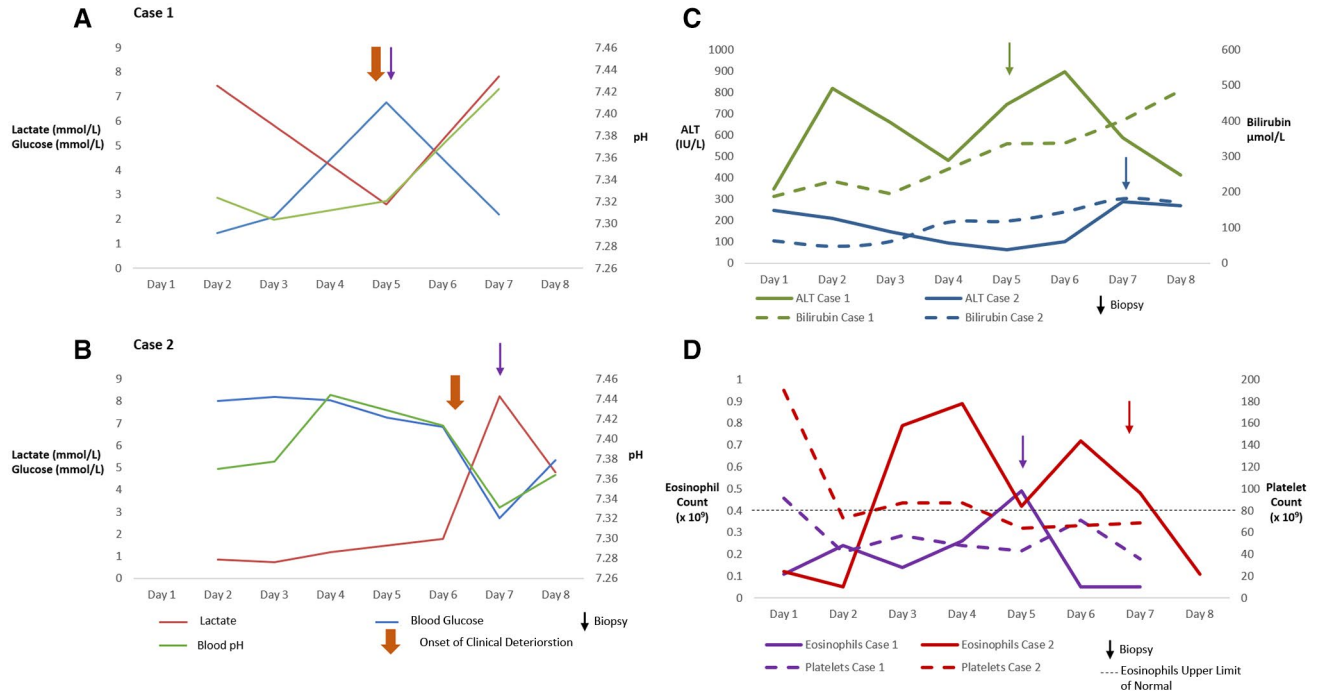 A
Case 1
9
8
7
6
5
4
3
2
1
0
Lactate (mmol/L)
Glucose (mmol/L)
7.46
7.44
7.42
7.40
7.38
7.36
7.34
7.32
7.30
7.28
7.26
pH
Day 1 Day 2 Day 3 Day 4 Day 5 Day 6 Day 7 Day 8
B
Case 2
9
8
7
6
5
4
3
2
1
0
Lactate (mmol/L)
Glucose (mmol/L)
7.46
7.44
7.42
7.40
7.38
7.36
7.34
7.32
7.30
7.28
7.26
pH
Day 1 Day 2 Day 3 Day 4 Day 5 Day 6 Day 7 Day 8
Lactate
Blood Glucose
Biopsy
Blood pH
Onset of Clinical Deteriorstion
C
1000
900
800
700
600
500
400
300
200
100
0
ALT
(IU/L)
600
500
400
300
200
100
0
Bilirubin
μmol/L
Day 1 Day 2 Day 3 Day 4 Day 5 Day 6 Day 7 Day 8
ALT Case 1
ALT Case 2
Biopsy
Bilirubin Case 1
Bilirubin Case 2
D
1
0.9
0.8
0.7
0.6
0.5
0.4
0.3
0.2
0.1
0
Eosinophil
Count
(x 10⁹)
200
180
160
140
120
100
80
60
40
20
0
Platelet
Count
(x 10⁹)
Day 1 Day 2 Day 3 Day 4 Day 5 Day 6 Day 7 Day 8
Eosinophils Case 1
Eosinophils Case 2
Biopsy
Platelets Case 1
Platelets Case 2
Eosinophils Upper Limit
of Normal